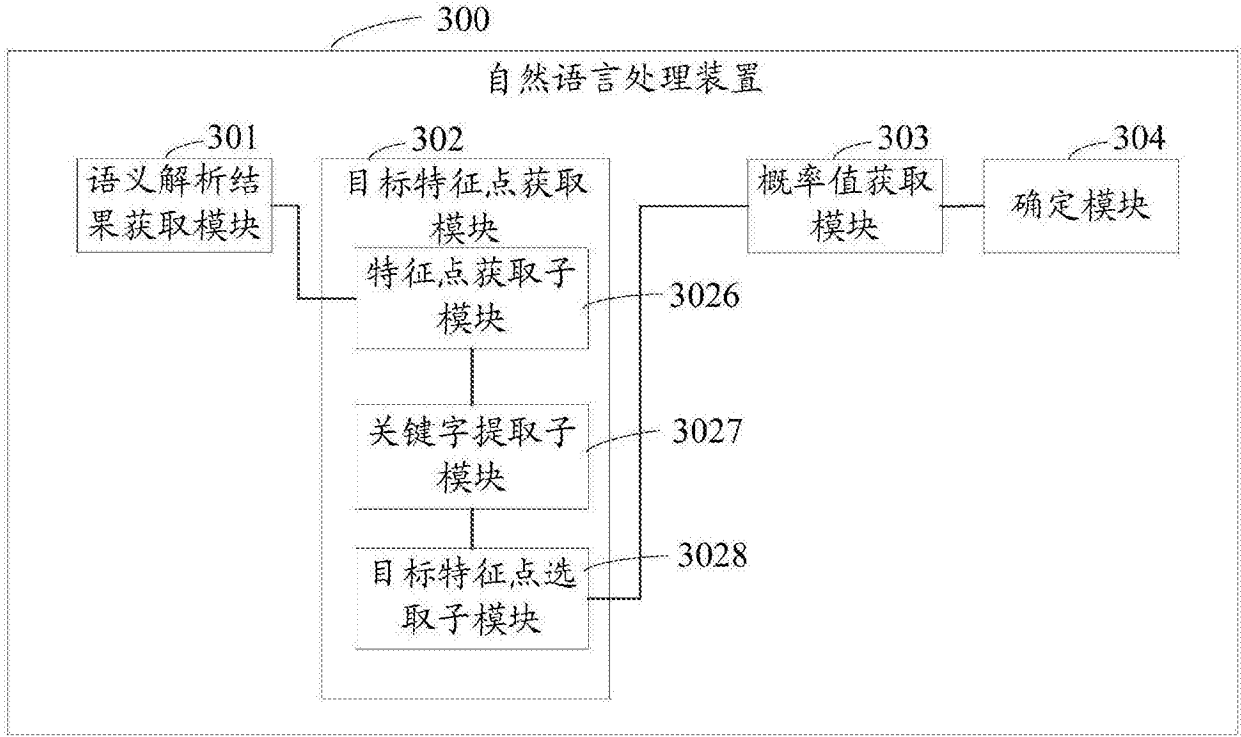 300
自然语言处理装置
301
语义解析结
果获取模块
302
目标特征点获取
模块
特征点获取子
模块
3026
关键字提取子
模块
3027
目标特征点选
取子模块
3028
303
概率值获取
模块
304
确定模块